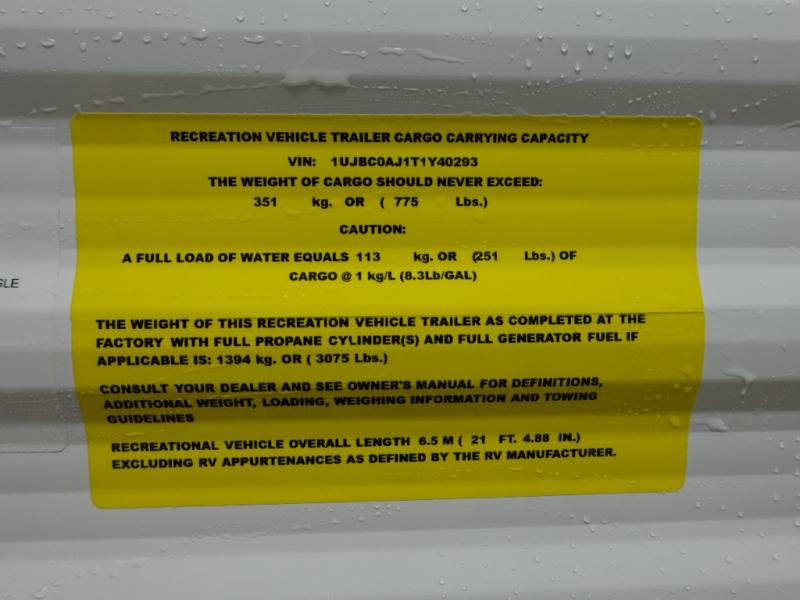 RECREATION VEHICLE TRAILER CARGO CARRYING CAPACITY
VIN: 1UJBC0AJ1T1Y40293
THE WEIGHT OF CARGO SHOULD NEVER EXCEED:
351 kg. OR ( 775 Lbs.)
CAUTION:
A FULL LOAD OF WATER EQUALS 113 kg. OR (251 Lbs.) OF
CARGO @ 1 kg/L (8.3Lb/GAL)
THE WEIGHT OF THIS RECREATION VEHICLE TRAILER AS COMPLETED AT THE
FACTORY WITH FULL PROPANE CYLINDER(S) AND FULL GENERATOR FUEL IF
APPLICABLE IS: 1394 kg. OR ( 3075 Lbs.)
CONSULT YOUR DEALER AND SEE OWNER'S MANUAL FOR DEFINITIONS,
ADDITIONAL WEIGHT, LOADING, WEIGHING INFORMATION AND TOWING
GUIDELINES
RECREATIONAL VEHICLE OVERALL LENGTH 6.5 M ( 21 FT. 4.88 IN.)
EXCLUDING RV APPURTENANCES AS DEFINED BY THE RV MANUFACTURER.